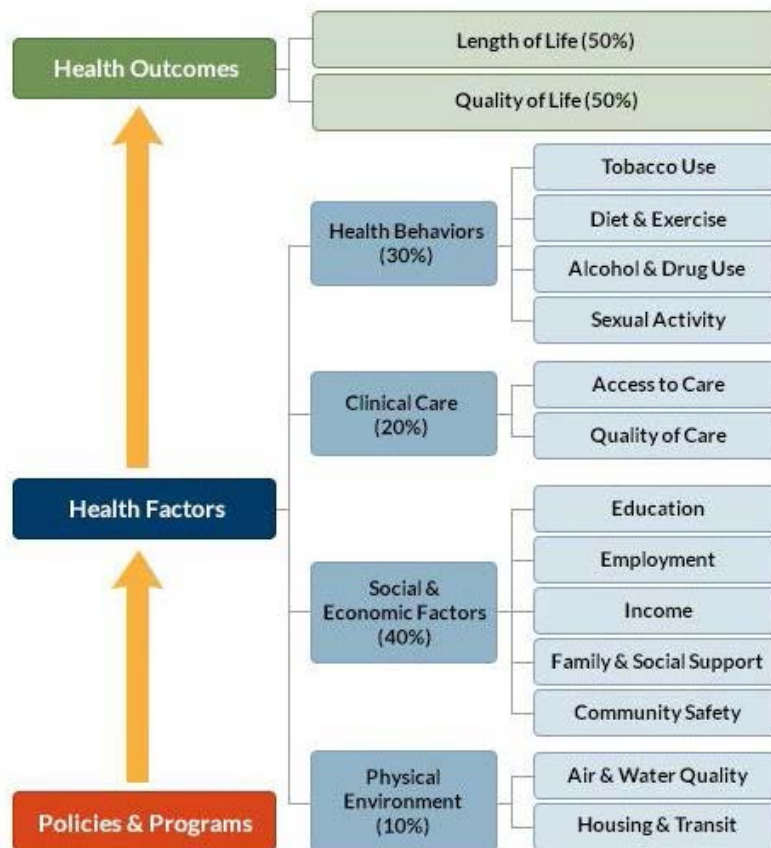 Health Outcomes
Length of Life (50%)
Quality of Life (50%)
Health Behaviors
(30%)
Tobacco Use
Diet & Exercise
Alcohol & Drug Use
Sexual Activity
Clinical Care
(20%)
Access to Care
Quality of Care
Health Factors
Social &
Economic Factors
(40%)
Education
Employment
Income
Family & Social Support
Community Safety
Physical
Environment
(10%)
Air & Water Quality
Housing & Transit
Policies & Programs